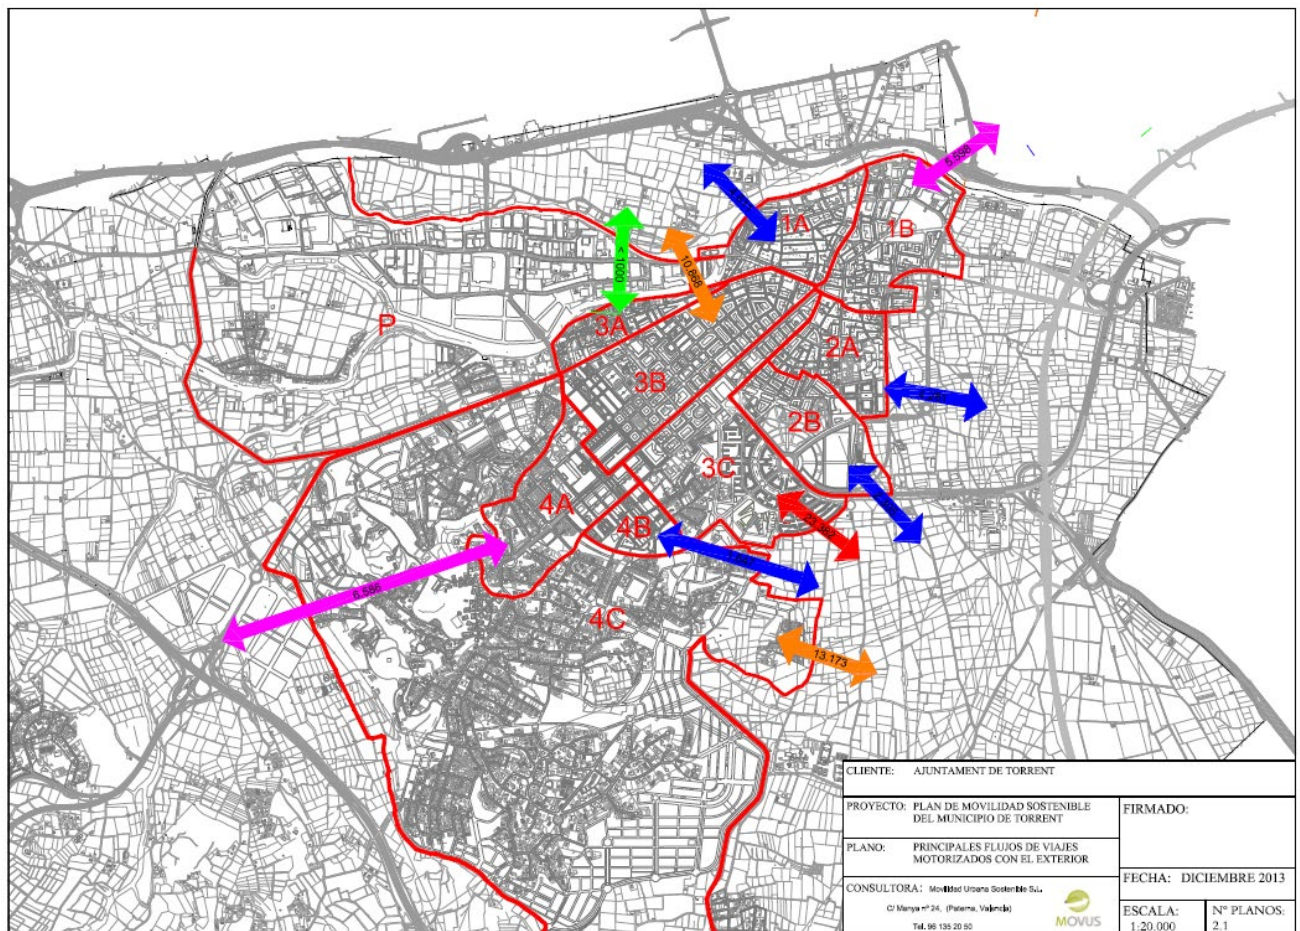 5.598
1A
1B
< 1000
10.868
P
3A
2A
3B
2B
3C
4A
4B
6.586
4C
13.173
CLIENTE: AJUNTAMENT DE TORRENT
PROYECTO: PLAN DE MOVILIDAD SOSTENIBLE
DEL MUNICIPIO DE TORRENT
FIRMADO:
PLANO: PRINCIPALES FLUJOS DE VIAJES
MOTORIZADOS CON EL EXTERIOR
FECHA: DICIEMBRE 2013
CONSULTORA: Movilidad Urbana Sostenible S.L.
C/ Manya nº 24, (Paterna, Valencia)
Tel. 96 135 20 50
MOVUS
ESCALA:
1:20.000
Nº PLANOS:
2.1